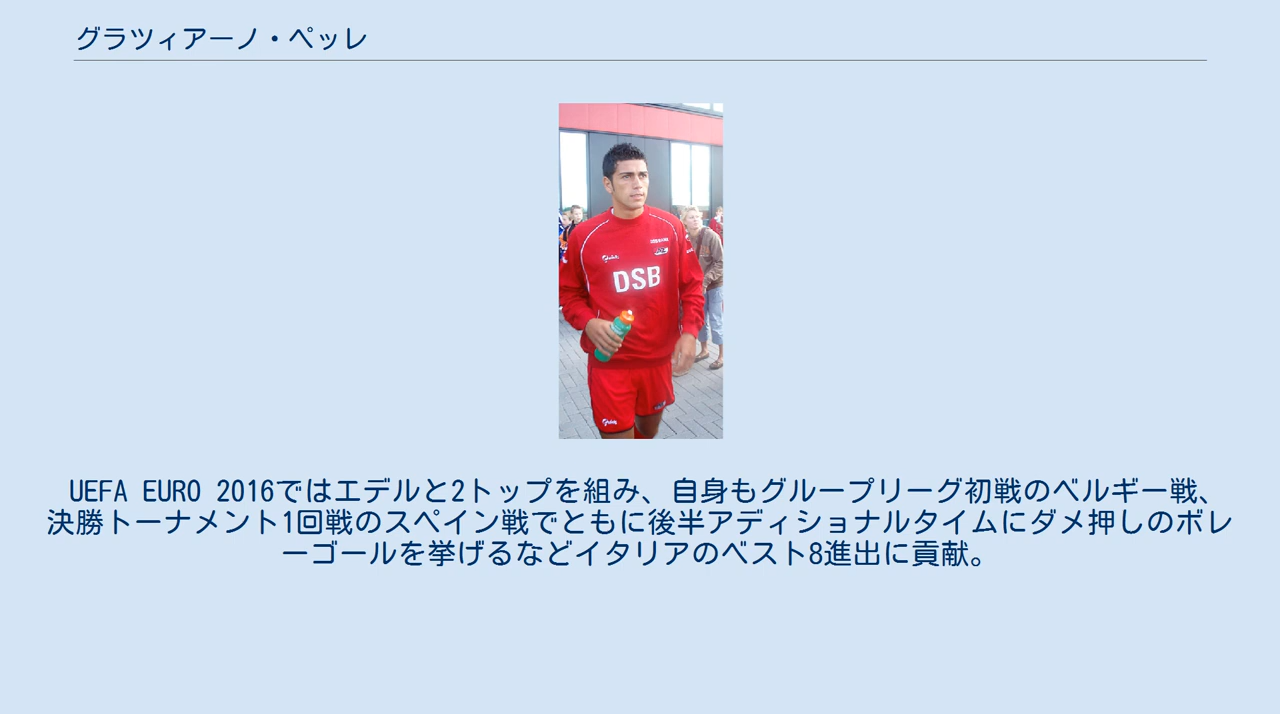 グラツィアーノ・ペッレ
DSB
UEFA EURO 2016ではエデルと2トップを組み、自身もグループリーグ初戦のベルギー戦、
決勝トーナメント1回戦のスペイン戦でともに後半アディショナルタイムにダメ押しのボレ
ーゴールを挙げるなどイタリアのベスト8進出に貢献。